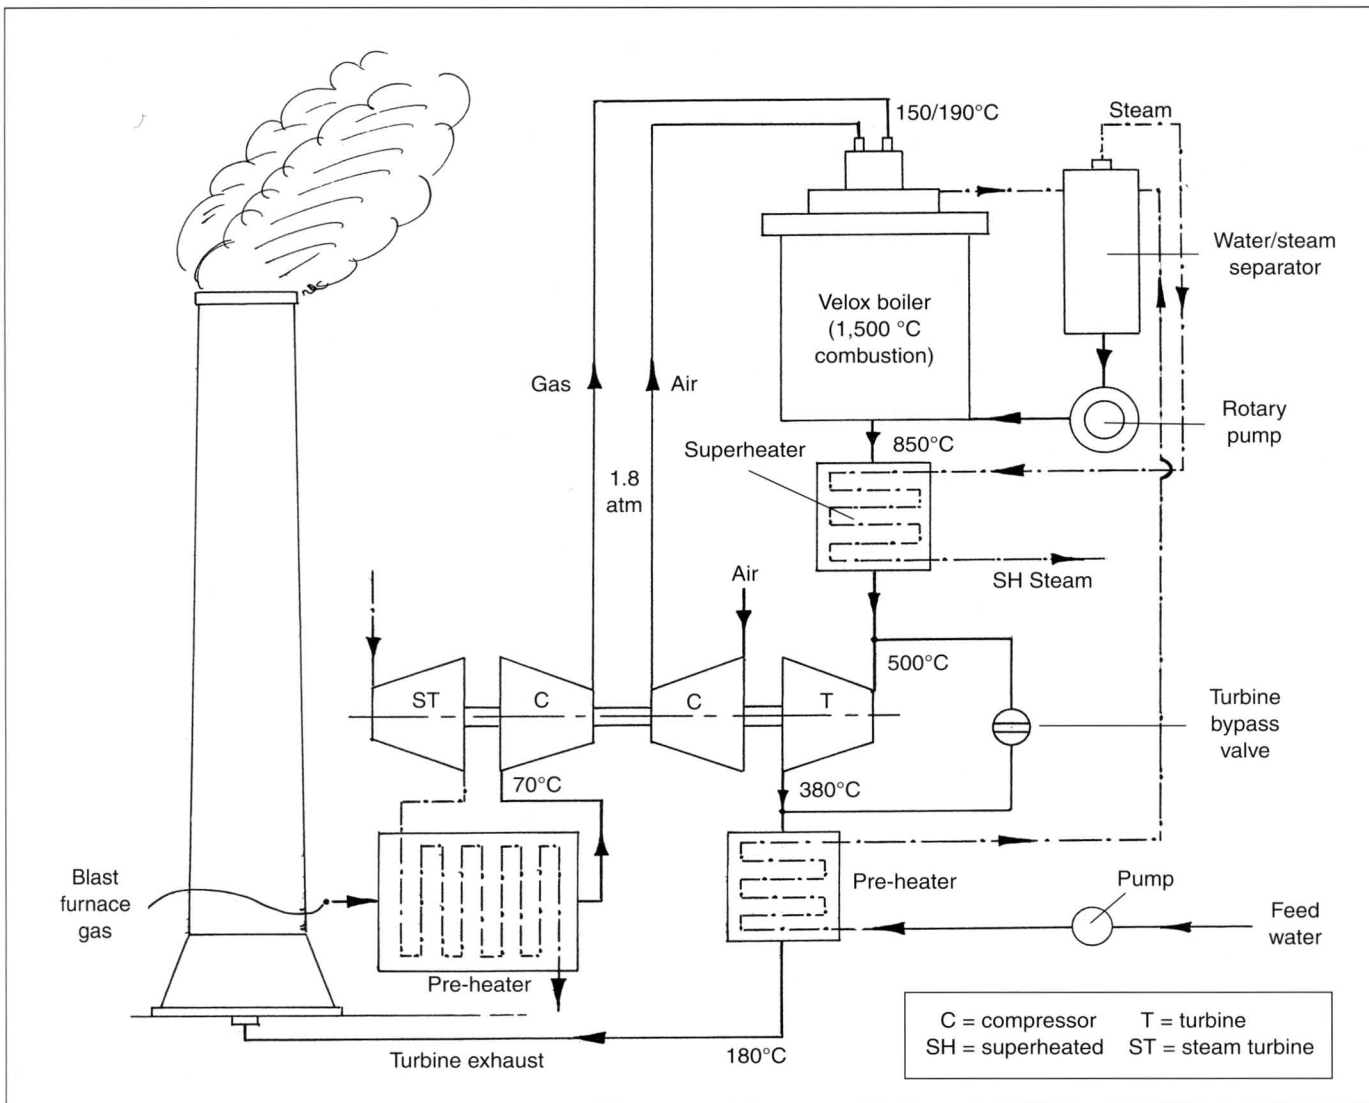 150/190°C
Steam
Water/steam
separator
Velox boiler
(1,500 °C
combustion)
Gas
Air
Rotary
pump
850°C
Superheater
1.8
atm
Air
SH Steam
500°C
ST
C
C
T
Turbine
bypass
valve
70°C
380°C
Blast
furnace
gas
Pre-heater
Pump
Feed
water
Pre-heater
C = compressor T = turbine
SH = superheated ST = steam turbine
Turbine exhaust
180°C